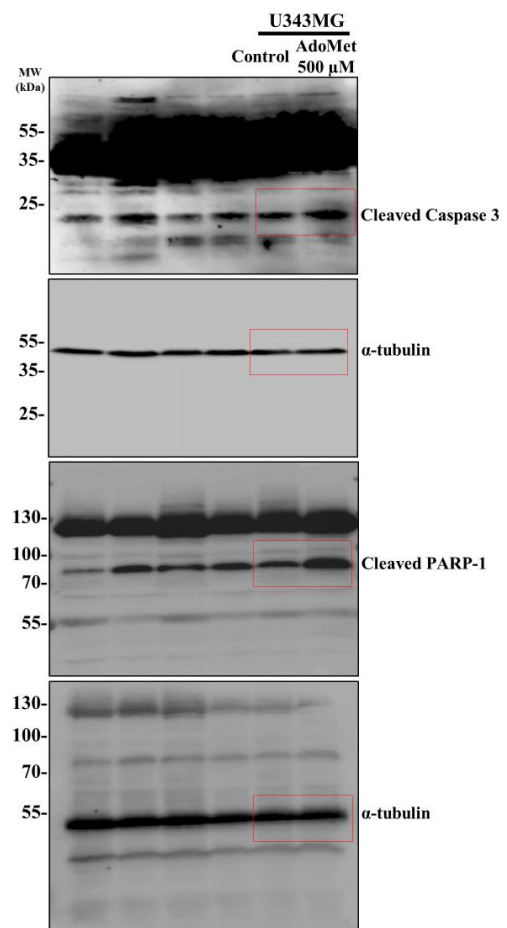 U343MG
Control AdoMet
500 µM
MW
(kDa)
55-
35-
25-
Cleaved Caspase 3
55-
35-
25-
α-tubulin
130-
100-
70-
55-
Cleaved PARP-1
130-
100-
70-
55-
α-tubulin